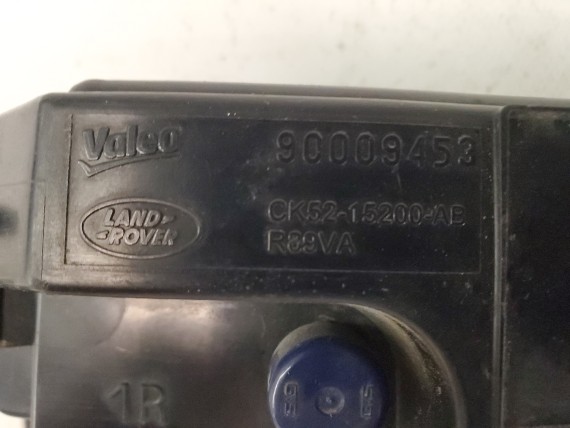 Valeo 90009453
LAND-
-ROVER
CK52-15200-AB
R89VA
1R